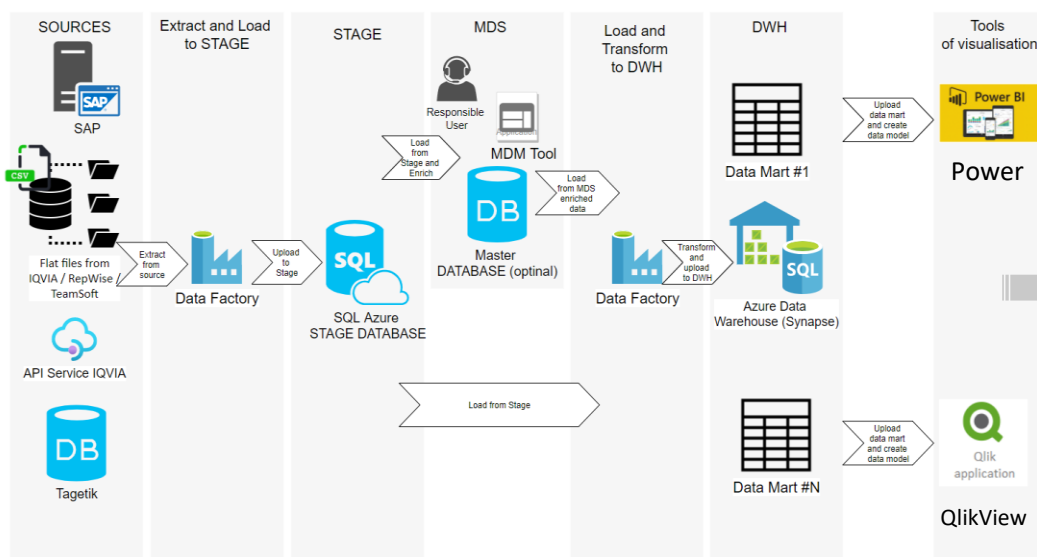 SOURCES
SAP
SAP
CSV
Flat files from
IQVIA / RepWise /
TeamSoft
API Service IQVIA
DB
Tagetik
Extract
from
source
Extract and Load
to STAGE
Data Factory
Upload
to
Stage
STAGE
SQL
SQL Azure
STAGE DATABASE
Load
from
Stage and
Enrich
Load from Stage
MDS
Responsible
User
Application
MDM Tool
DB
Master
DATABASE (optinal)
Load
from MDS
enriched
data
Load and
Transform
to DWH
Data Factory
Transform
and
upload
to DWH
DWH
Data Mart #1
SQL
Azure Data
Warehouse (Synapse)
Data Mart #N
Upload
data mart
and create
data model
Upload
data mart
and create
data model
Tools
of visualisation
Power BI
Power
Qlik
application
QlikView